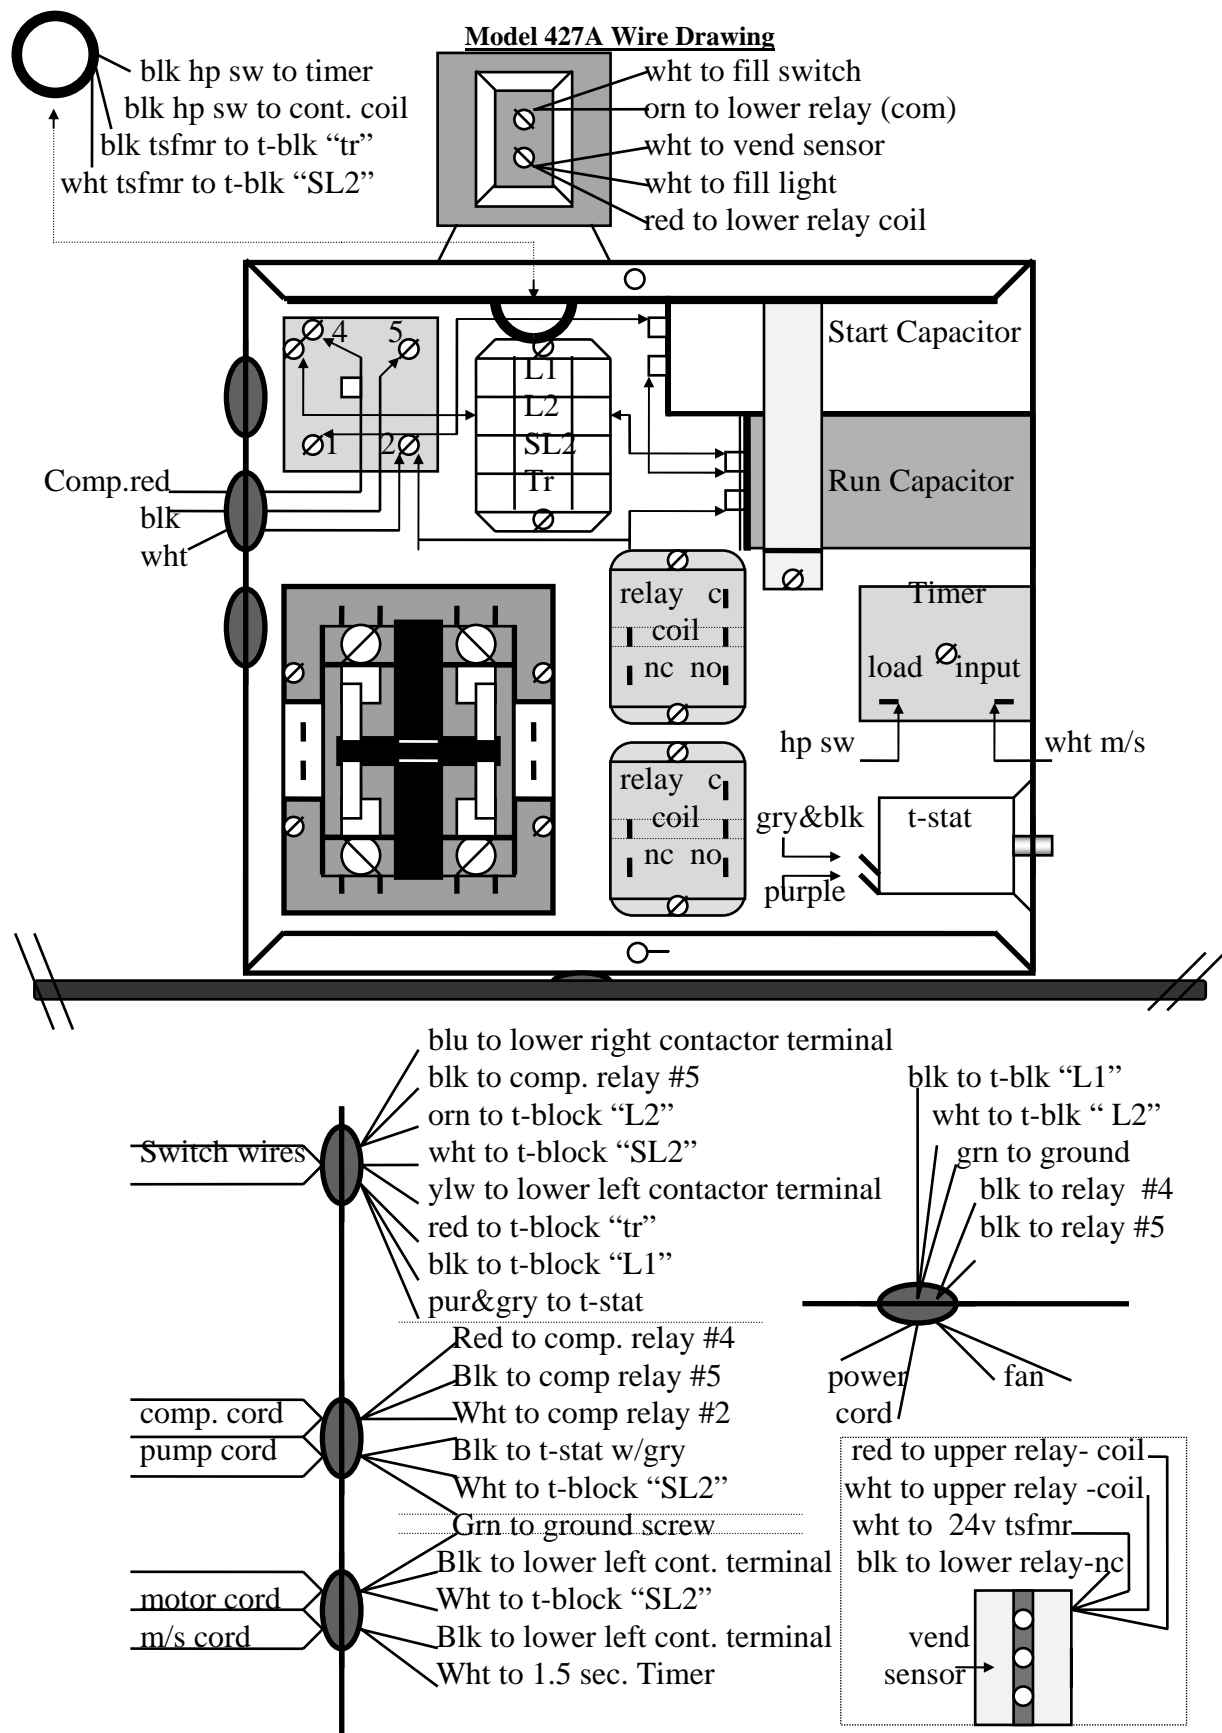 Model 427A Wire Drawing
blk hp sw to timer
blk hp sw to cont. coil
blk tsfmr to t-blk “tr”
wht tsfmr to t-blk “SL2”
wht to fill switch
orn to lower relay (com)
wht to vend sensor
wht to fill light
red to lower relay coil
4
5
1
2
L1
L2
SL2
Tr
Start Capacitor
Run Capacitor
Comp.red
blk
wht
relay c
coil
nc no
Timer
load input
hp sw
wht m/s
relay c
coil
nc no
gry&blk
purple
t-stat
blu to lower right contactor terminal
blk to comp. relay #5
orn to t-block “L2”
wht to t-block “SL2”
ylw to lower left contactor terminal
red to t-block “tr”
blk to t-block “L1”
pur&gry to t-stat
Switch wires
Red to comp. relay #4
Blk to comp relay #5
Wht to comp relay #2
Blk to t-stat w/gry
Wht to t-block “SL2”
Grn to ground screw
comp. cord
pump cord
Blk to lower left cont. terminal
Wht to t-block “SL2”
Blk to lower left cont. terminal
Wht to 1.5 sec. Timer
motor cord
m/s cord
blk to t-blk “L1”
wht to t-blk “ L2”
grn to ground
blk to relay #4
blk to relay #5
power
cord
fan
red to upper relay- coil
wht to upper relay -coil
wht to 24v tsfmr
blk to lower relay-nc
vend
sensor